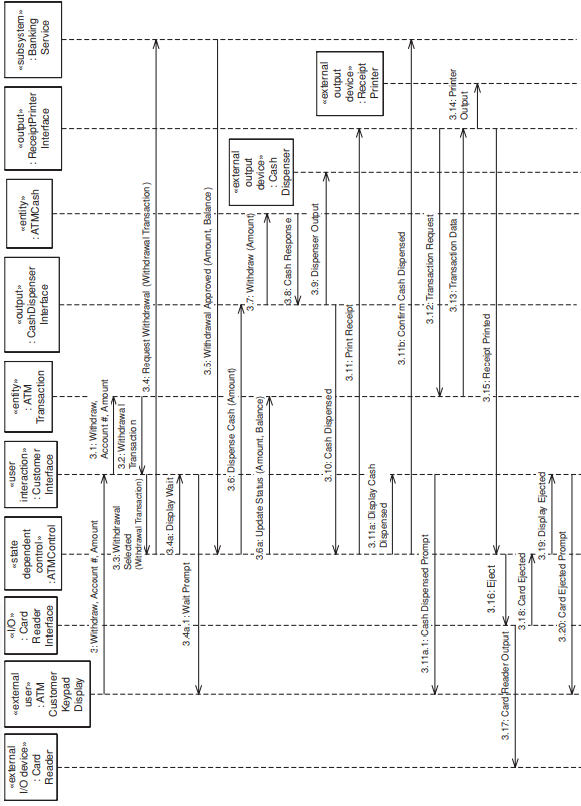 «external
I/O device»
: Card
Reader
«external
user»
: ATM
Customer
Keypad
Display
«I/O»
: Card
Reader
Interface
«state
dependent
control»
:ATMControl
«user
interaction»
: Customer
Interface
«entity»
: ATM
Transaction
«output»
: CashDispenser
Interface
«entity»
: ATMCash
«output»
: ReceiptPrinter
Interface
«subsystem»
: Banking
Service
«external
output
device»
: Cash
Dispenser
«external
output
device»
: Receipt
Printer
3: Withdraw, Account #, Amount
3.1: Withdraw,
Account #, Amount
3.2: Withdrawal
Transaction
3.3: Withdrawal
Selected
(Withdrawal Transaction)
3.4: Request Withdrawal (Withdrawal Transaction)
3.4a: Display Wait
3.4a.1: Wait Prompt
3.5: Withdrawal Approved (Amount, Balance)
3.6: Dispense Cash (Amount)
3.6a: Update Status (Amount, Balance)
3.7: Withdraw (Amount)
3.8: Cash Response
3.9: Dispenser Output
3.10: Cash Dispensed
3.11: Print Receipt
3.11a: Display Cash
Dispensed
3.11b: Confirm Cash Dispensed
3.11a.1: Cash Dispensed Prompt
3.12: Transaction Request
3.13: Transaction Data
3.14: Printer
Output
3.15: Receipt Printed
3.16: Eject
3.17: Card Reader Output
3.18: Card Ejected
3.19: Display Ejected
3.20: Card Ejected Prompt